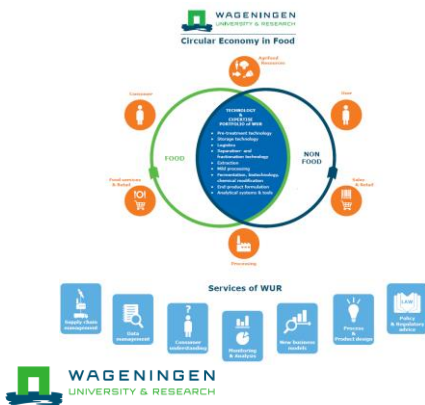 WAGENINGEN
UNIVERSITY & RESEARCH
Circular Economy in Food
Agrifood
Resources
Consumer
User
TECHNOLOGY
&
EXPERTISE
PORTFOLIO of WUR
• Pre-treatment technology
• Storage technology
• Logistics
• Separation- and
fractionation technology
• Extraction
• Mild processing
• Fermentation, biotechnology,
chemical modification
• End product formulation
• Analytical systems & tools
FOOD
NON
FOOD
Food services
& Retail
Sales
& Retail
Processing
Services of WUR
Supply chain
management
Data
management
?
Consumer
understanding
Monitoring
& Analysis
New business
models
Process
& Product design
LAW
Policy
& Regulatory
advice
WAGENINGEN
UNIVERSITY & RESEARCH